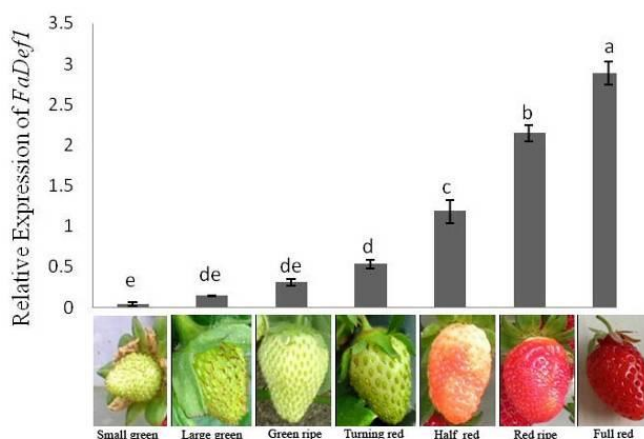 Relative Expression of FaDef1
3.5
3
2.5
2
1.5
1
0.5
0
e
de
de
d
c
b
a
Small green Large green Green ripe Turning red Half red Red ripe Full red